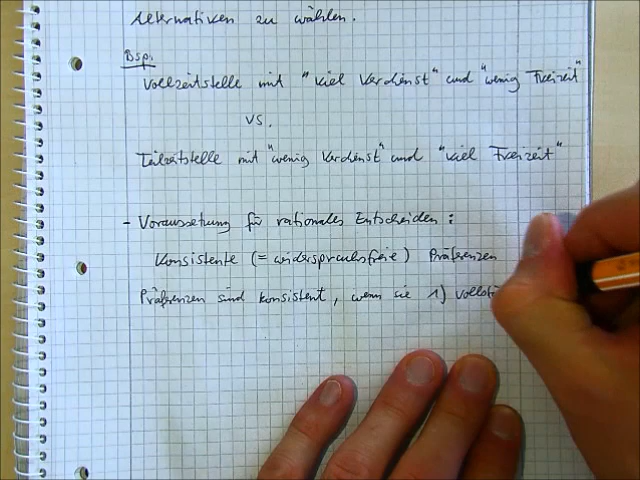 Alternativen zu wählen.
Bsp.
Vollzeitstelle mit "viel Verdienst" und "wenig Freizeit"
vs.
Teilzeitstelle mit "wenig Verdienst" und "viel Freizeit"
- Voraussetzung für rationales Entscheiden:
Konsistente (= widerspruchsfreie) Präferenzen
Präferenzen sind konsistent, wenn sie 1)